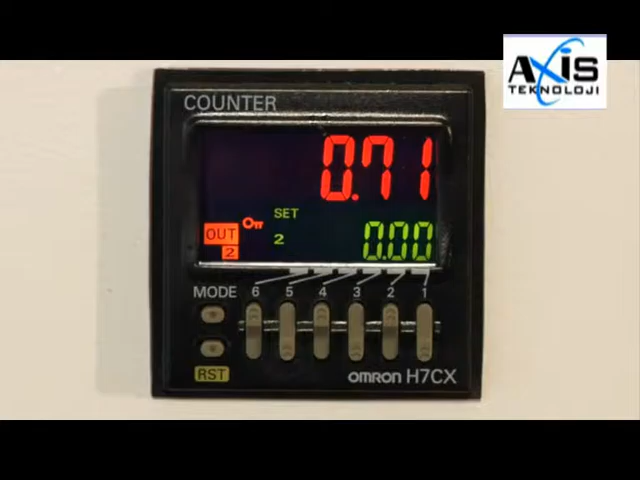 AXIS
TEKNOLOJİ
COUNTER
0.71
SET
OUT
2
2
0.00
MODE 6 5 4 3 2 1
RST
OMRON H7CX